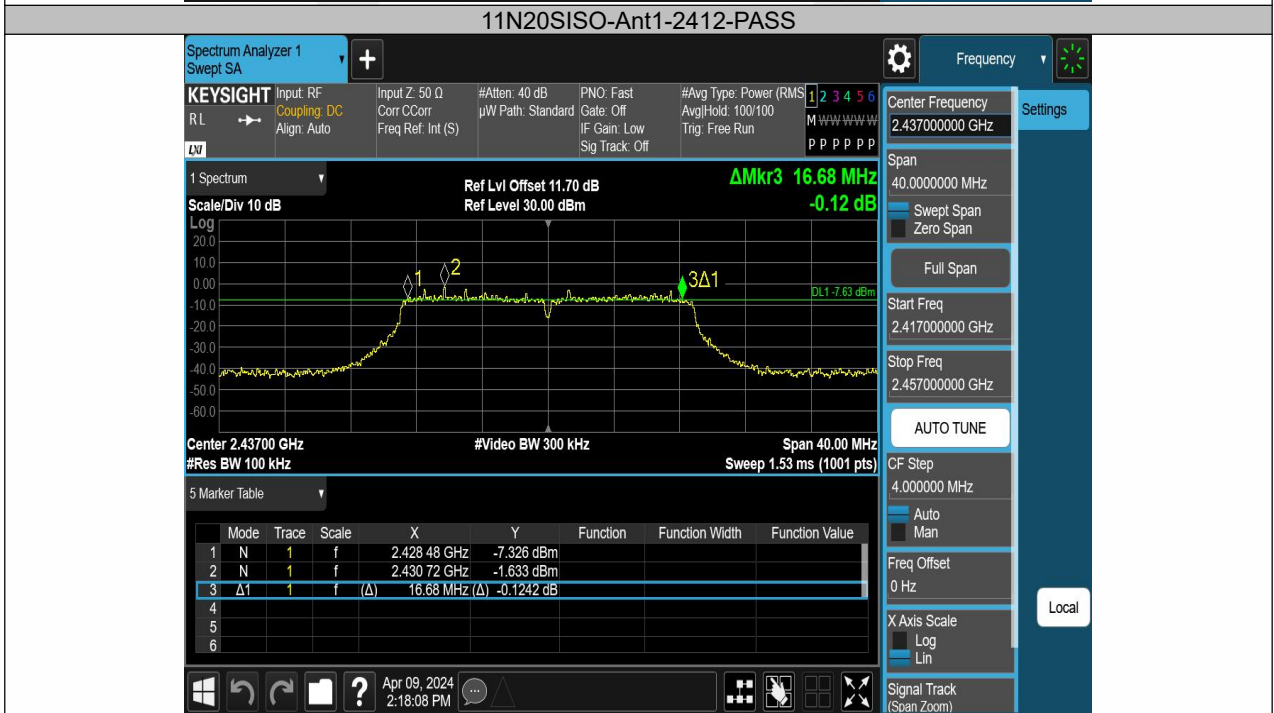 11N20SISO-Ant1-2412-PASS
Spectrum Analyzer 1
Swept SA
+
Frequency
KEYSIGHT
RL
LXI
Input: RF
Coupling: DC
Align: Auto
Input Z: 50 Ω
Corr CCorr
Freq Ref: Int (S)
#Atten: 40 dB
µW Path: Standard
PNO: Fast
Gate: Off
IF Gain: Low
Sig Track: Off
#Avg Type: Power (RMS
Avg|Hold: 100/100
Trig: Free Run
1 2 3 4 5 6
M W W W W W
P P P P P P
1 Spectrum
Scale/Div 10 dB
Ref Lvl Offset 11.70 dB
Ref Level 30.00 dBm
ΔMkr3 16.68 MHz
-0.12 dB
Log
20.0
10.0
0.00
-10.0
-20.0
-30.0
-40.0
-50.0
-60.0
1
2
3Δ1
DL1 -7.63 dBm
Center 2.43700 GHz
#Video BW 300 kHz
Span 40.00 MHz
#Res BW 100 kHz
Sweep 1.53 ms (1001 pts)
5 Marker Table
Mode Trace Scale X Y Function Function Width Function Value
1 N 1 f 2.428 48 GHz -7.326 dBm
2 N 1 f 2.430 72 GHz -1.633 dBm
3 Δ1 1 f (Δ) 16.68 MHz (Δ) -0.1242 dB
4
5
6
?
Apr 09, 2024
2:18:08 PM
Center Frequency
2.437000000 GHz
Settings
Span
40.0000000 MHz
Swept Span
Zero Span
Full Span
Start Freq
2.417000000 GHz
Stop Freq
2.457000000 GHz
AUTO TUNE
CF Step
4.000000 MHz
Auto
Man
Freq Offset
0 Hz
Local
X Axis Scale
Log
Lin
Signal Track
(Span Zoom)